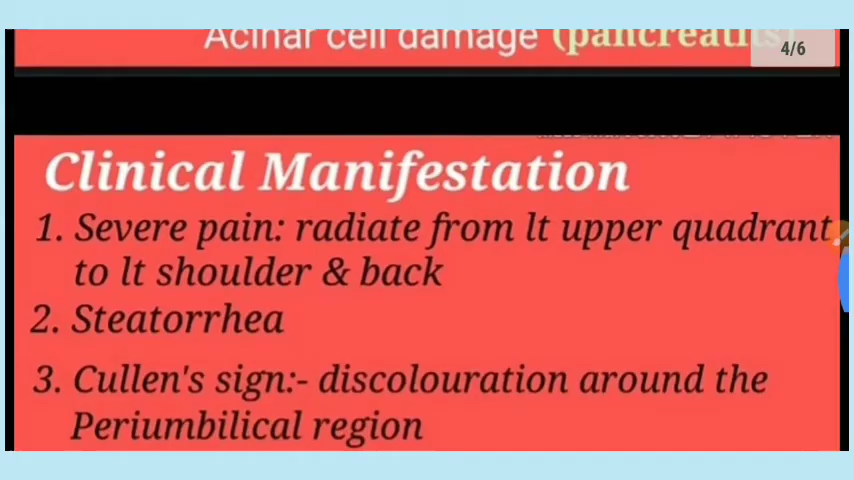 Acinar cell damage (pancreatits)
4/6
Clinical Manifestation
1. Severe pain: radiate from lt upper quadrant
to lt shoulder & back
2. Steatorrhea
3. Cullen's sign:- discolouration around the
Periumbilical region